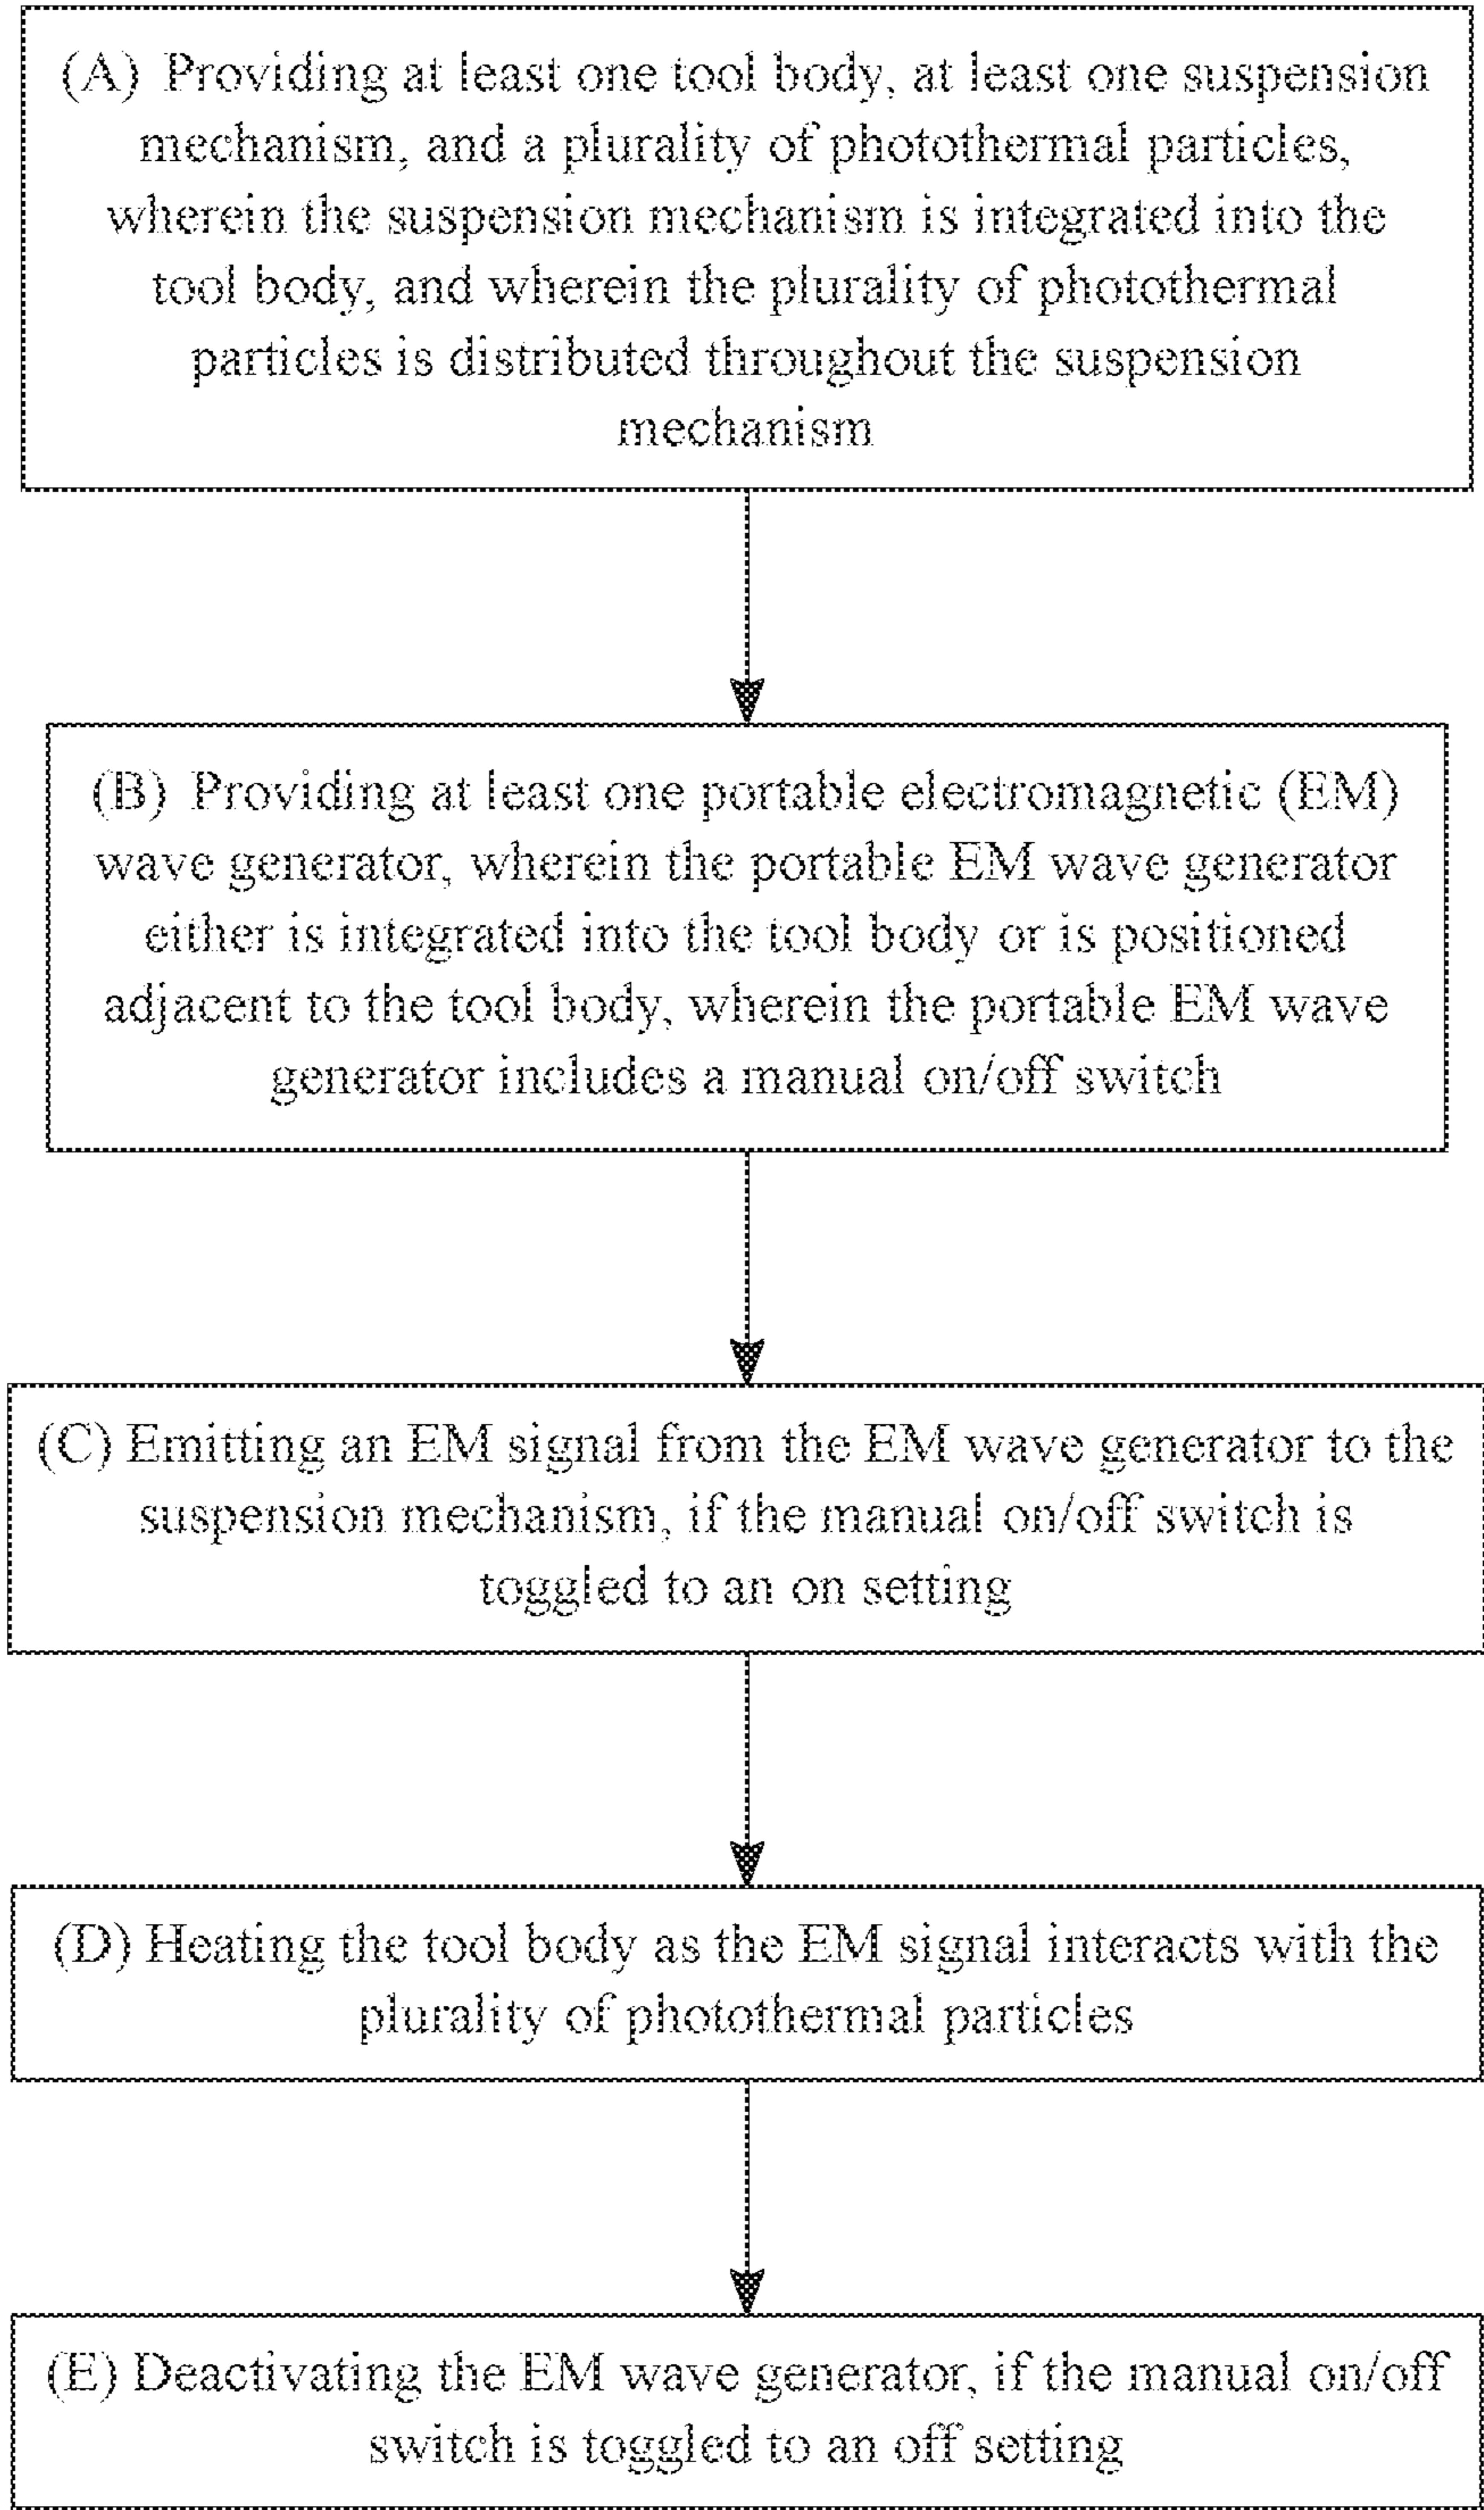 (A) Providing at least one tool body, at least one suspension
mechanism, and a plurality of photothermal particles,
wherein the suspension mechanism is integrated into the
tool body, and wherein the plurality of photothermal
particles is distributed throughout the suspension
mechanism
(B) Providing at least one portable electromagnetic (EM)
wave generator, wherein the portable EM wave generator
either is integrated into the tool body or is positioned
adjacent to the tool body, wherein the portable EM wave
generator includes a manual on/off switch
(C) Emitting an EM signal from the EM wave generator to the
suspension mechanism, if the manual on/off switch is
toggled to an on setting
(D) Heating the tool body as the EM signal interacts with the
plurality of photothermal particles
(E) Deactivating the EM wave generator, if the manual on/off
switch is toggled to an off setting